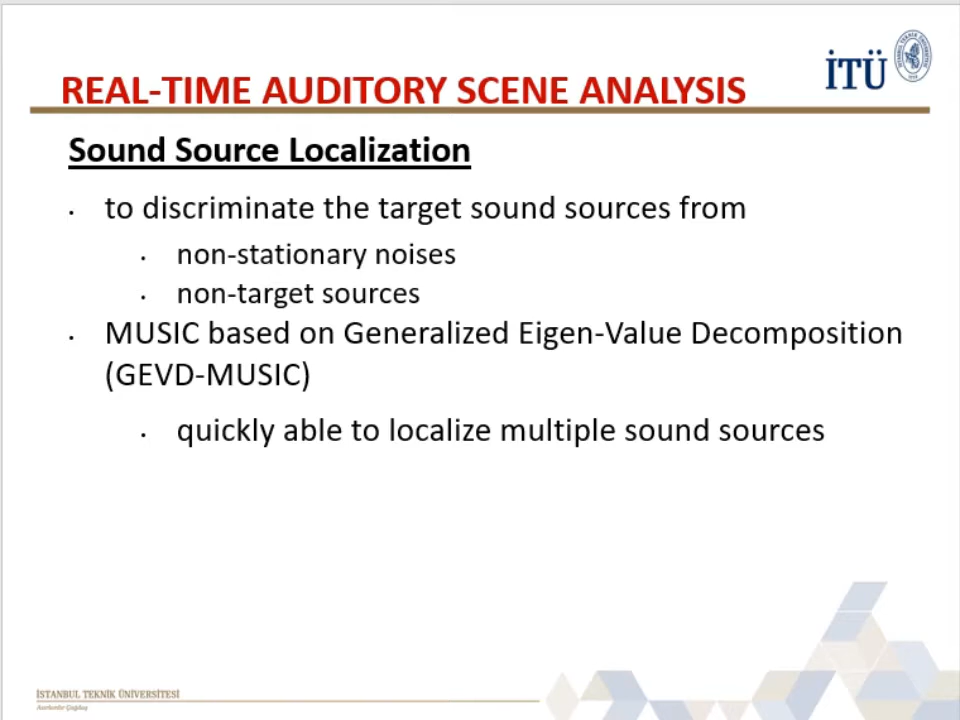 REAL-TIME AUDITORY SCENE ANALYSIS
İTÜ
Sound Source Localization
• to discriminate the target sound sources from
• non-stationary noises
• non-target sources
• MUSIC based on Generalized Eigen-Value Decomposition
(GEVD-MUSIC)
• quickly able to localize multiple sound sources
İSTANBUL TEKNİK ÜNİVERSİTESİ
Asırlardır Çağdaş